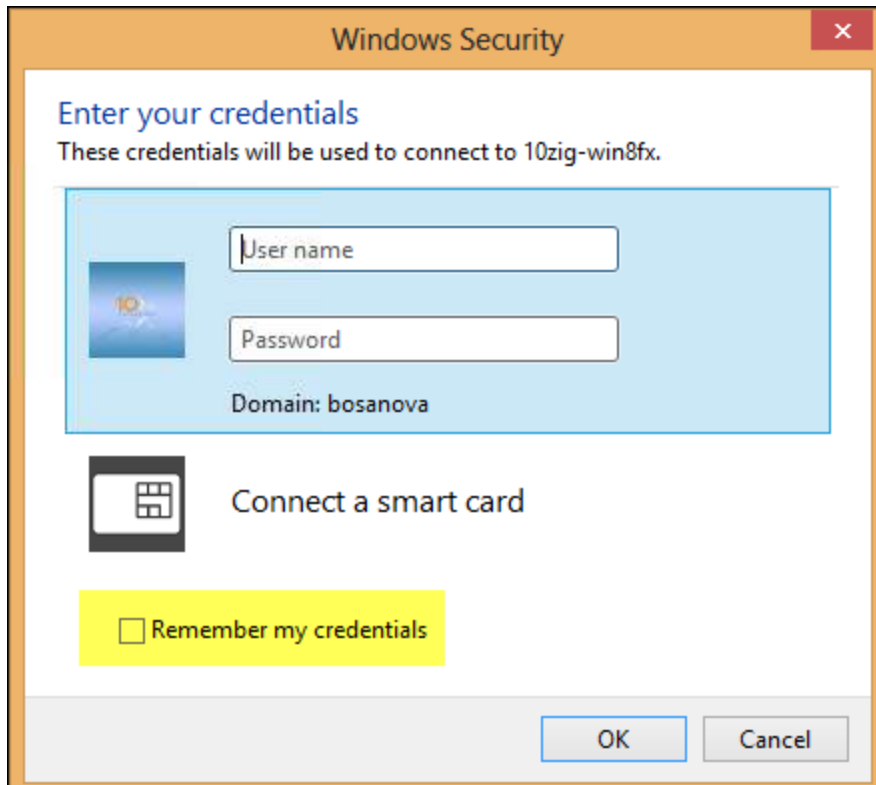 Windows Security
Enter your credentials
These credentials will be used to connect to 10zig-win8fx.
User name
10
Password
Domain: bosanova
Connect a smart card
Remember my credentials
OK
Cancel